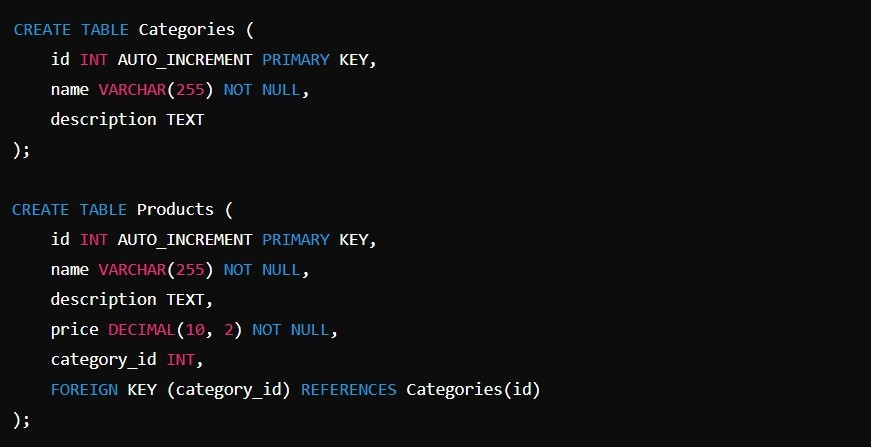 CREATE TABLE Categories (
    id INT AUTO_INCREMENT PRIMARY KEY,
    name VARCHAR(255) NOT NULL,
    description TEXT
);

CREATE TABLE Products (
    id INT AUTO_INCREMENT PRIMARY KEY,
    name VARCHAR(255) NOT NULL,
    description TEXT,
    price DECIMAL(10, 2) NOT NULL,
    category_id INT,
    FOREIGN KEY (category_id) REFERENCES Categories(id)
);